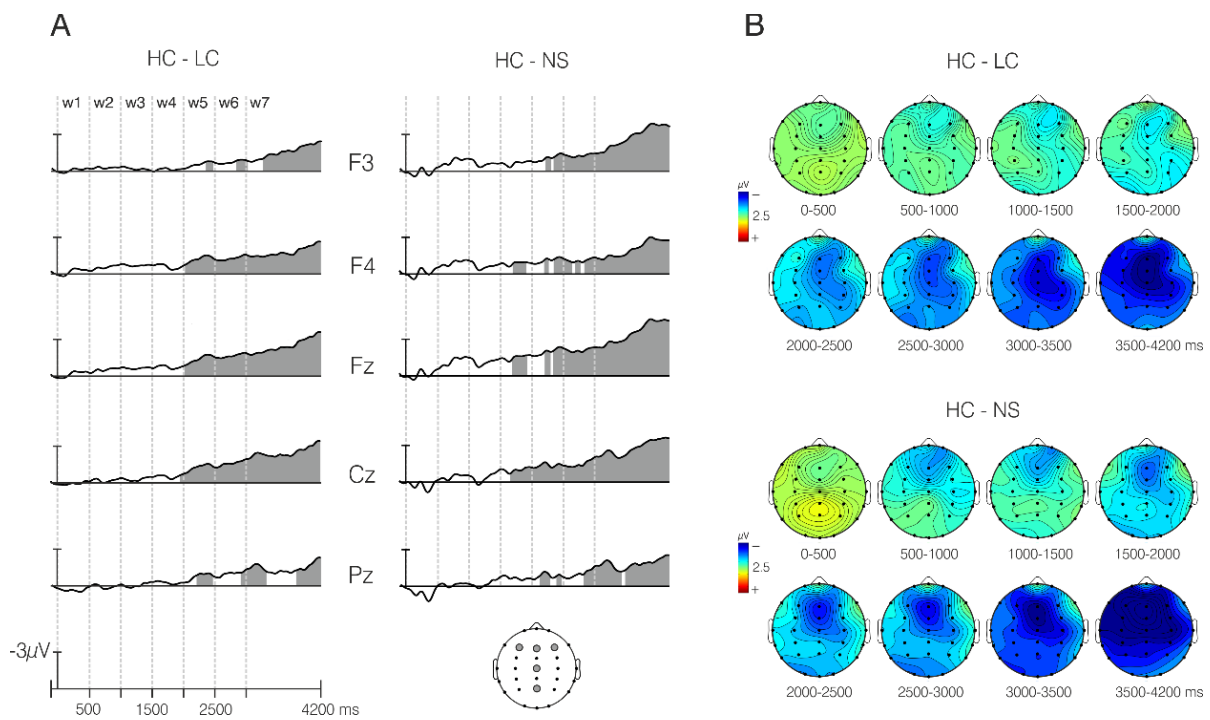 A
HC - LC
HC - NS
w1 w2 w3 w4 w5 w6 w7
F3
F4
Fz
Cz
Pz
-3µV
500 1500 2500 4200 ms
B
HC - LC
µV
−
2.5
+
0-500 500-1000 1000-1500 1500-2000
2000-2500 2500-3000 3000-3500 3500-4200 ms
HC - NS
µV
−
2.5
+
0-500 500-1000 1000-1500 1500-2000
2000-2500 2500-3000 3000-3500 3500-4200 ms